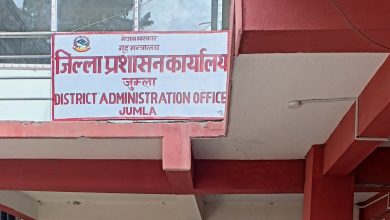 नेपाल सरकार
गृह मन्त्रालय
जिल्ला प्रशासन कार्यालय
जुम्ला
DISTRICT ADMINISTRATION OFFICE
JUMLA